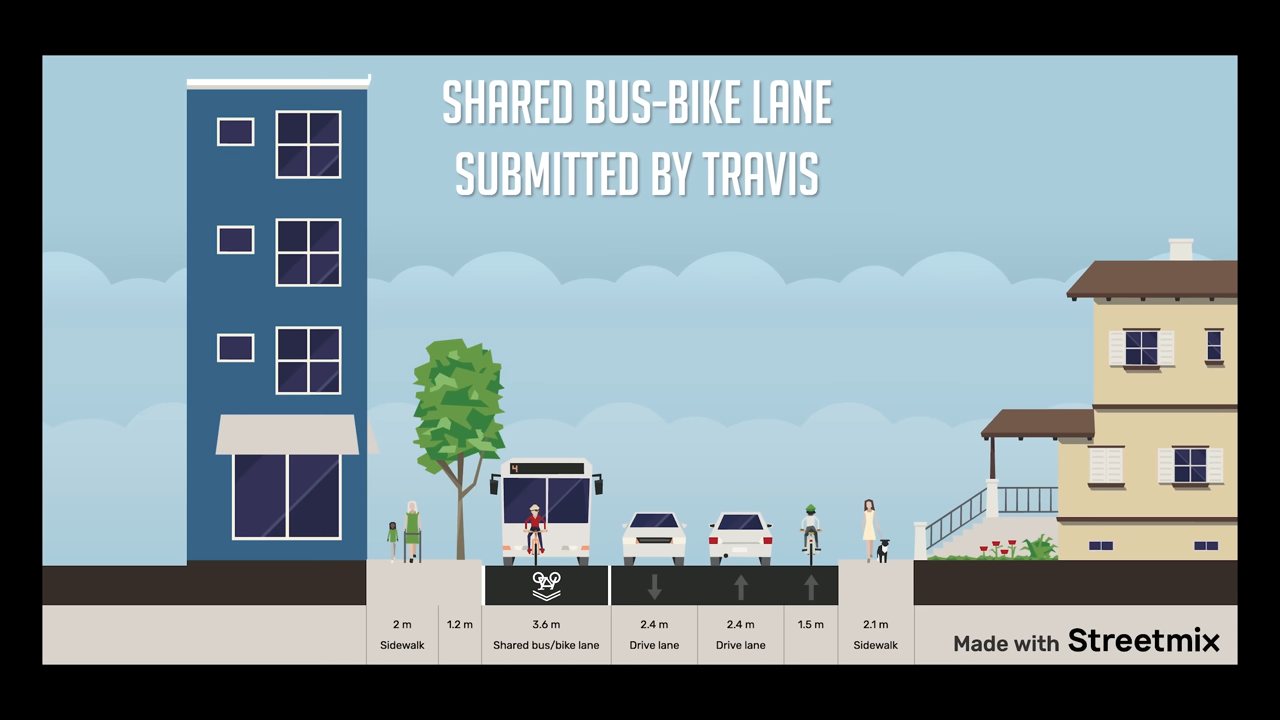 SHARED BUS-BIKE LANE
SUBMITTED BY TRAVIS
4
2 m
Sidewalk
1.2 m
3.6 m
Shared bus/bike lane
2.4 m
Drive lane
2.4 m
Drive lane
1.5 m
2.1 m
Sidewalk
Made with Streetmix